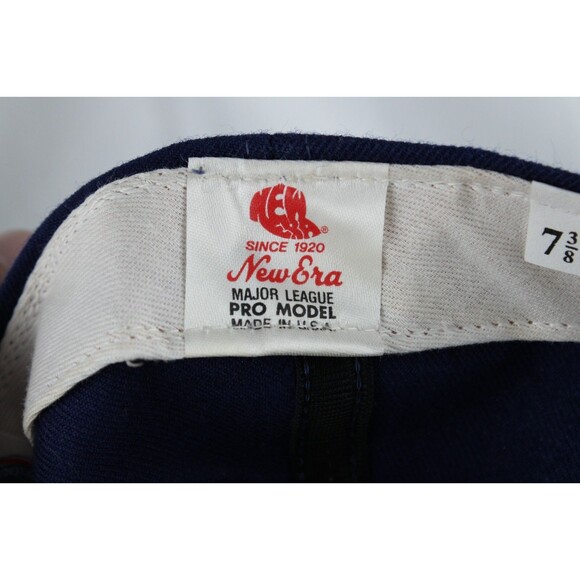 NEW
ERA
®
SINCE 1920
New Era
MAJOR LEAGUE
PRO MODEL
MADE IN U.S.A.
7 3/8